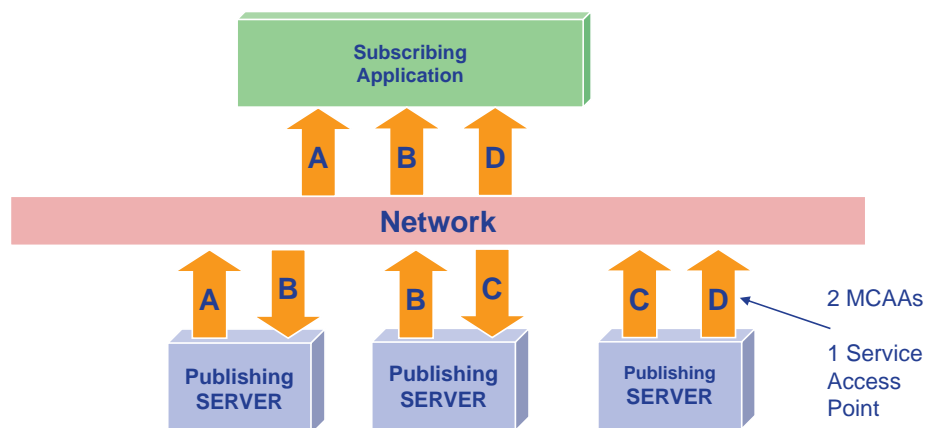 Subscribing
Application
A
B
D
Network
A
B
B
C
C
D
2 MCAAs
1 Service
Access
Point
Publishing
SERVER
Publishing
SERVER
Publishing
SERVER